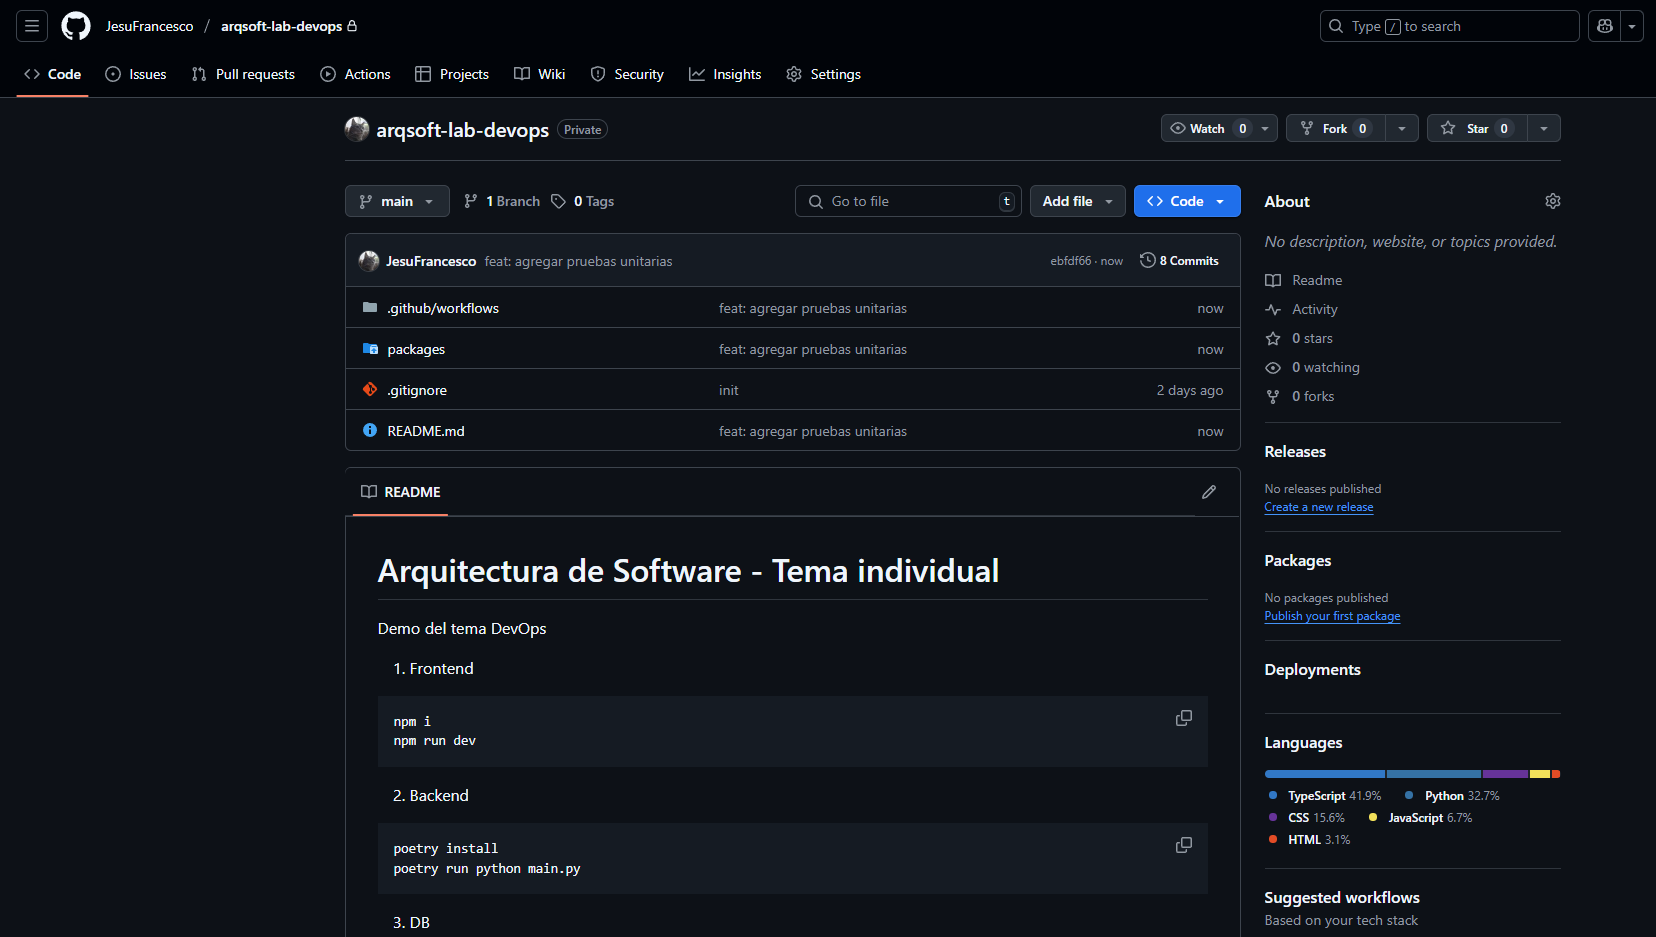 JesuFrancesco / arqsoft-lab-devops
Type / to search
Code Issues Pull requests Actions Projects Wiki Security Insights Settings
arqsoft-lab-devops Private
Watch 0 Fork 0 Star 0
main 1 Branch 0 Tags Go to file t Add file Code
JesuFrancesco feat: agregar pruebas unitarias ebfdf66 · now 8 Commits
.github/workflows feat: agregar pruebas unitarias now
packages feat: agregar pruebas unitarias now
.gitignore init 2 days ago
README.md feat: agregar pruebas unitarias now
README
Arquitectura de Software - Tema individual
Demo del tema DevOps
1. Frontend
npm i
npm run dev
2. Backend
poetry install
poetry run python main.py
3. DB
About
No description, website, or topics provided.
Readme
Activity
0 stars
0 watching
0 forks
Releases
No releases published
Create a new release
Packages
No packages published
Publish your first package
Deployments
Languages
TypeScript 41.9% Python 32.7%
CSS 15.6% JavaScript 6.7%
HTML 3.1%
Suggested workflows
Based on your tech stack